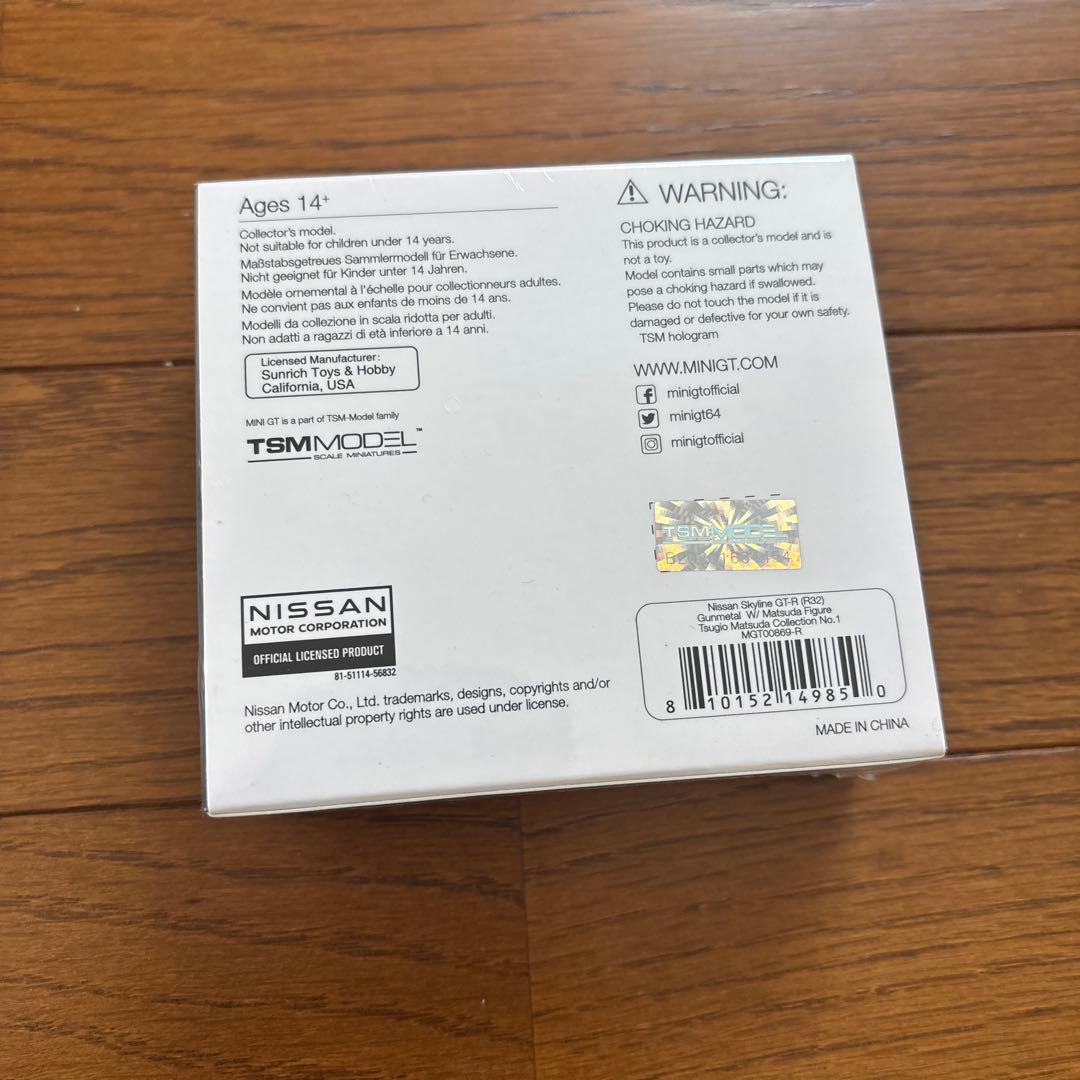 Ages 14+
Collector's model.
Not suitable for children under 14 years.
Maßstabsgetreues Sammlermodell für Erwachsene.
Nicht geeignet für Kinder unter 14 Jahren.
Modèle ornemental à l'échelle pour collectionneurs adultes.
Ne convient pas aux enfants de moins de 14 ans.
Modelli da collezione in scala ridotta per adulti.
Non adatti a ragazzi di età inferiore a 14 anni.
Licensed Manufacturer:
Sunrich Toys & Hobby
California, USA
MINI GT is a part of TSM-Model family
TSMMODEL™
SCALE MINIATURES
NISSAN
MOTOR CORPORATION
OFFICIAL LICENSED PRODUCT
81-51114-56832
Nissan Motor Co., Ltd. trademarks, designs, copyrights and/or
other intellectual property rights are used under license.
WARNING:
CHOKING HAZARD
This product is a collector's model and is
not a toy.
Model contains small parts which may
pose a choking hazard if swallowed.
Please do not touch the model if it is
damaged or defective for your own safety.
TSM hologram
WWW.MINIGT.COM
minigtofficial
minigt64
minigtofficial
TSMMODEL
Nissan Skyline GT-R (R32)
Gunmetal W/ Matsuda Figure
Tsugio Matsuda Collection No.1
MGT00869-R
8 10152 14985 0
MADE IN CHINA